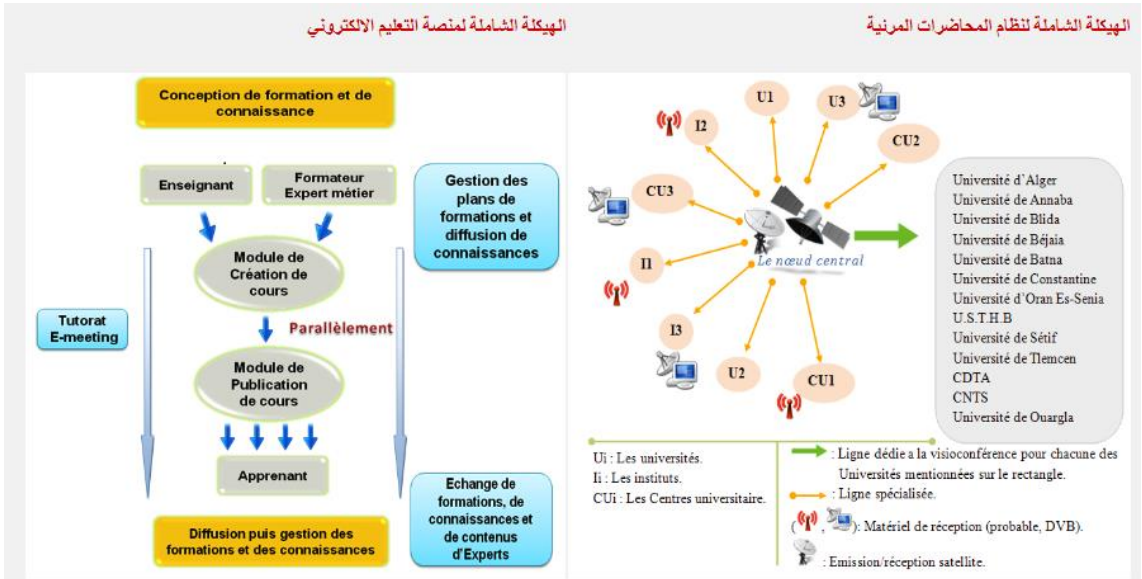 الهيكلة الشاملة لنظام المحاضرات المرئية
الهيكلة الشاملة لمنصة التعليم الالكتروني
Conception de formation et de
connaissance
Enseignant
Formateur
Expert métier
Gestion des
plans de
formations et
diffusion de
connaissances
Module de
Création de
cours
Tutorat
E-meeting
Parallèlement
Module de
Publication
de cours
Apprenant
Echange de
formations, de
connaissances et
de contenus
d'Experts
Diffusion puis gestion des
formations et des connaissances
U1
U3
I2
CU2
CU3
I1
Le nœud central
I3
U2
CU1
Université d'Alger
Université de Annaba
Université de Blida
Université de Béjaia
Université de Batna
Université de Constantine
Université d'Oran Es-Senia
U.S.T.H.B
Université de Sétif
Université de Tlemcen
CDTA
CNTS
Université de Ouargla
Ui : Les universités.
Ii : Les instituts.
CUi : Les Centres universitaire.
: Ligne dédie a la visioconférence pour chacune des
Universités mentionnées sur le rectangle.
: Ligne spécialisée.
( , ): Matériel de réception (probable, DVB).
: Emission/réception satellite.